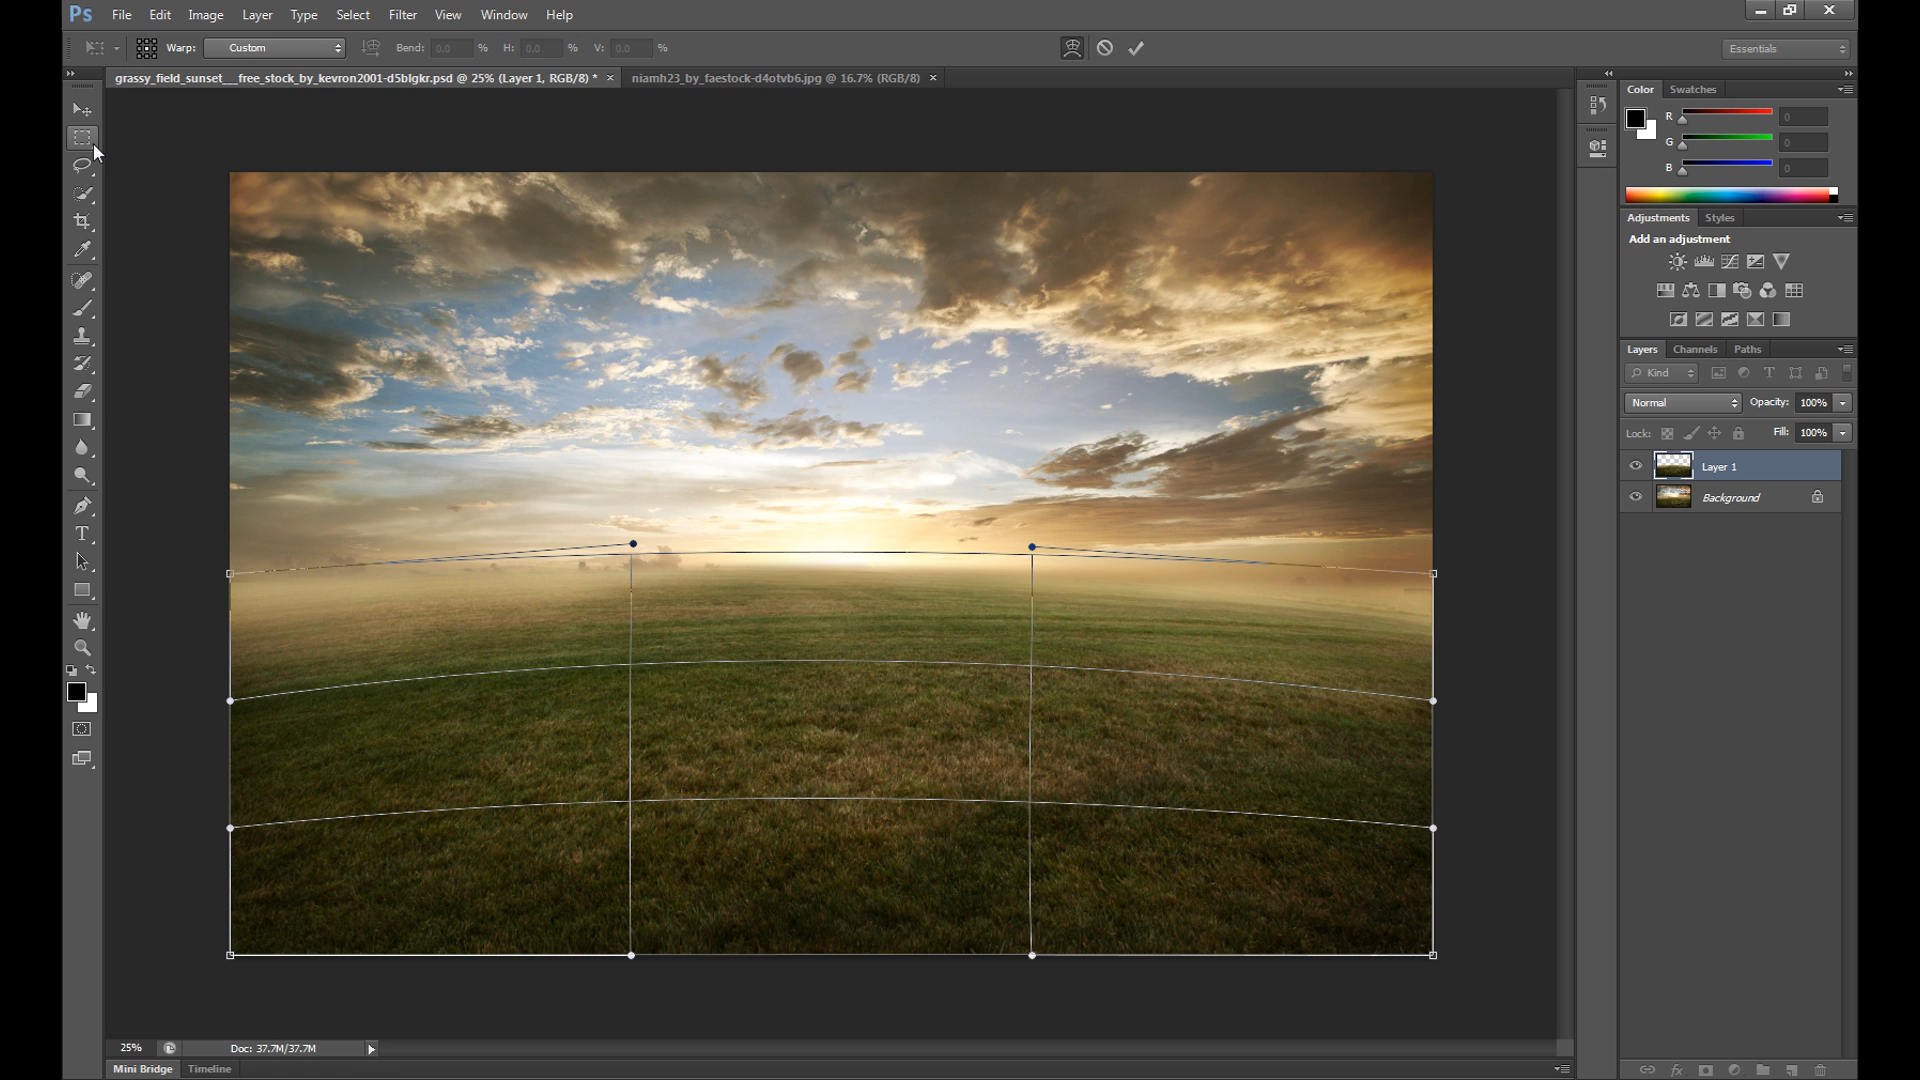 Ps File Edit Image Layer Type Select Filter View Window Help
Warp: Custom Bend: 0.0 % H: 0.0 % V: 0.0 % Essentials
grassy_field_sunset___free_stock_by_kevron2001-d5blgkr.psd @ 25% (Layer 1, RGB/8) * × niamh23_by_faestock-d4otvb6.jpg @ 16.7% (RGB/8) ×
Color Swatches
R 0
G 0
B 0
Adjustments Styles
Add an adjustment
Layers Channels Paths
Kind
Normal Opacity: 100%
Lock: Fill: 100%
Layer 1
Background
25% Doc: 37.7M/37.7M
Mini Bridge Timeline